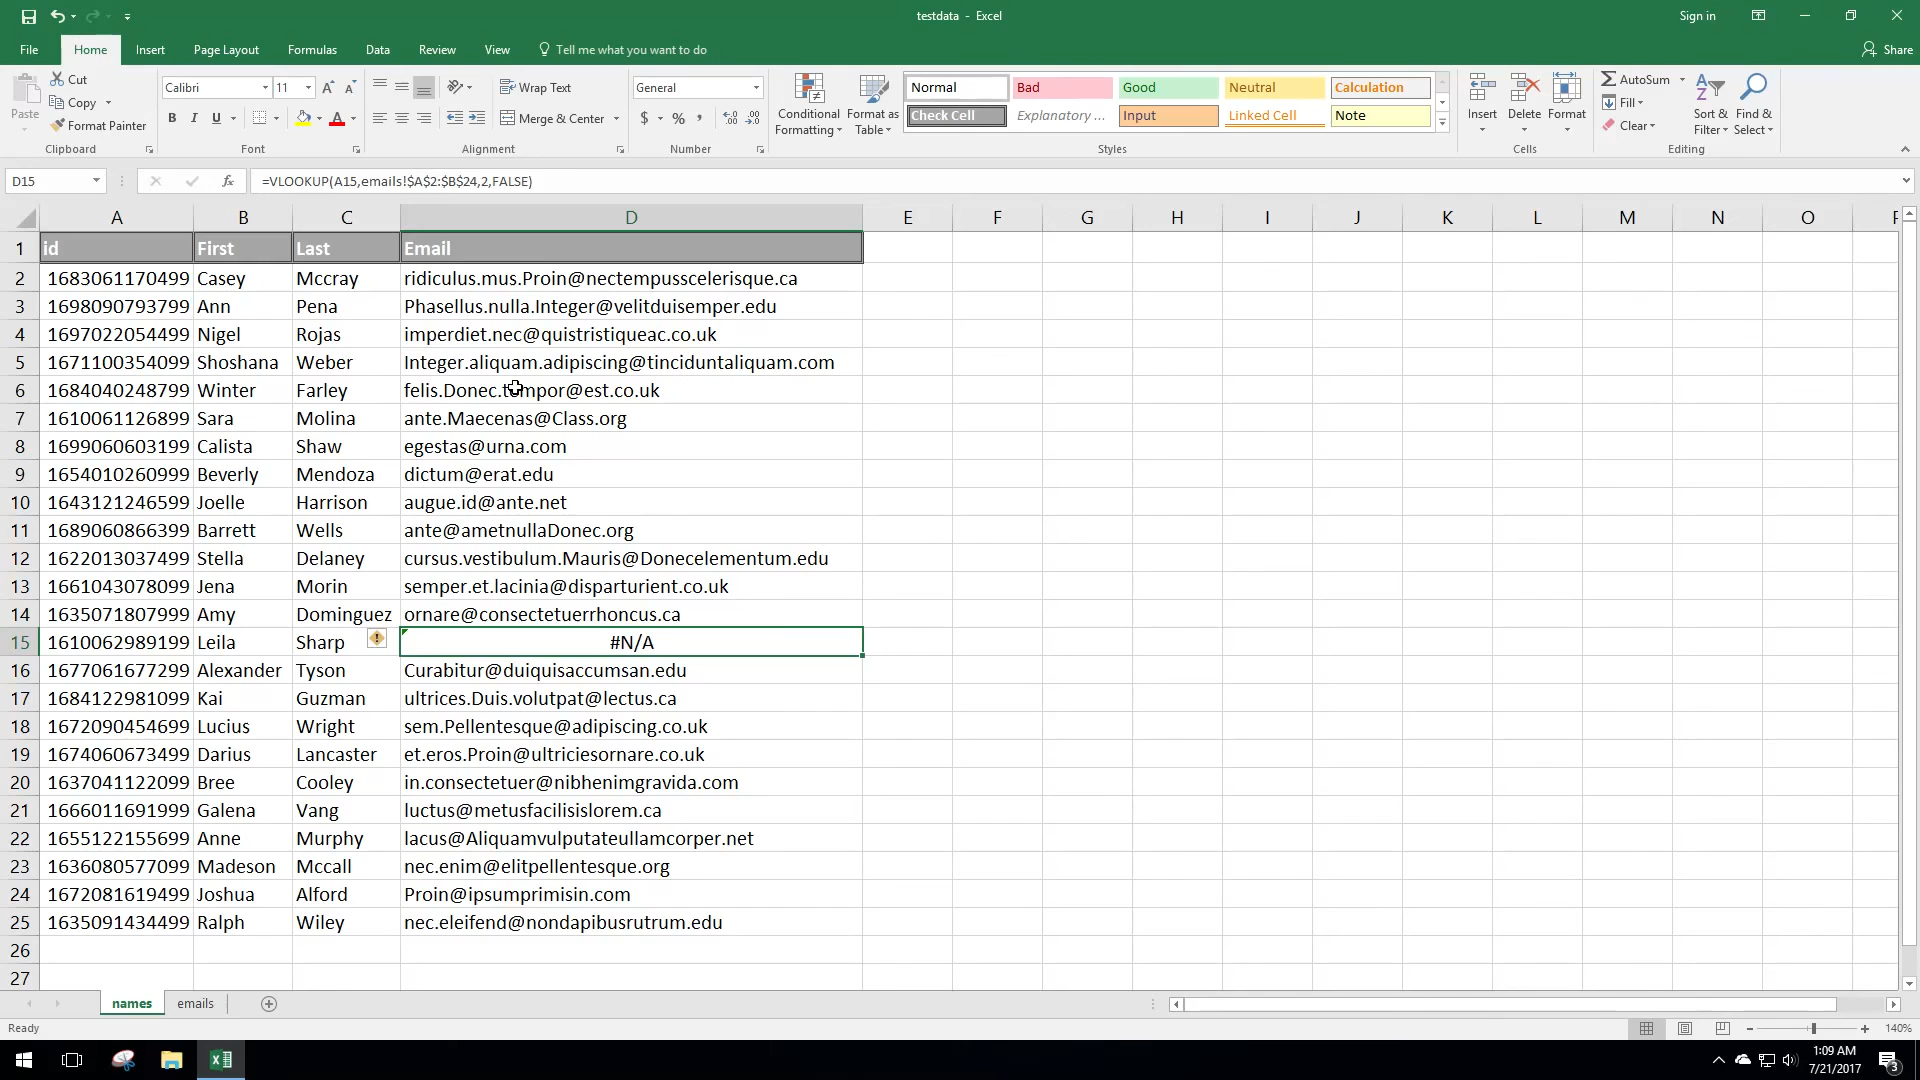 testdata - Excel
Sign in
File Home Insert Page Layout Formulas Data Review View Tell me what you want to do Share
Paste
Cut
Copy
Format Painter
Clipboard
Calibri 11
B I U
Font
Wrap Text
Merge & Center
Alignment
General
$ % ,
Number
Conditional Formatting
Format as Table
Normal Bad Good Neutral Calculation
Check Cell Explanatory ... Input Linked Cell Note
Styles
Insert Delete Format
Cells
AutoSum
Fill
Clear
Sort & Filter
Find & Select
Editing
D15 fx =VLOOKUP(A15,emails!$A$2:$B$24,2,FALSE)
A B C D E F G H I J K L M N O
1 id First Last Email
2 1683061170499 Casey Mccray ridiculus.mus.Proin@nectempusscelerisque.ca
3 1698090793799 Ann Pena Phasellus.nulla.Integer@velitduisemper.edu
4 1697022054499 Nigel Rojas imperdiet.nec@quistristiqueac.co.uk
5 1671100354099 Shoshana Weber Integer.aliquam.adipiscing@tinciduntaliquam.com
6 1684040248799 Winter Farley felis.Donec.tempor@est.co.uk
7 1610061126899 Sara Molina ante.Maecenas@Class.org
8 1699060603199 Calista Shaw egestas@urna.com
9 1654010260999 Beverly Mendoza dictum@erat.edu
10 1643121246599 Joelle Harrison augue.id@ante.net
11 1689060866399 Barrett Wells ante@ametnullaDonec.org
12 1622013037499 Stella Delaney cursus.vestibulum.Mauris@Donecelementum.edu
13 1661043078099 Jena Morin semper.et.lacinia@disparturient.co.uk
14 1635071807999 Amy Dominguez ornare@consectetuerrhoncus.ca
15 1610062989199 Leila Sharp #N/A
16 1677061677299 Alexander Tyson Curabitur@duiquisaccumsan.edu
17 1684122981099 Kai Guzman ultrices.Duis.volutpat@lectus.ca
18 1672090454699 Lucius Wright sem.Pellentesque@adipiscing.co.uk
19 1674060673499 Darius Lancaster et.eros.Proin@ultriciesornare.co.uk
20 1637041122099 Bree Cooley in.consectetuer@nibhenimgravida.com
21 1666011691999 Galena Vang luctus@metusfacilisislorem.ca
22 1655122155699 Anne Murphy lacus@Aliquamvulputateullamcorper.net
23 1636080577099 Madeson Mccall nec.enim@elitpellentesque.org
24 1672081619499 Joshua Alford Proin@ipsumprimisin.com
25 1635091434499 Ralph Wiley nec.eleifend@nondapibusrutrum.edu
26
27
names emails
Ready 140%
1:09 AM
7/21/2017
3